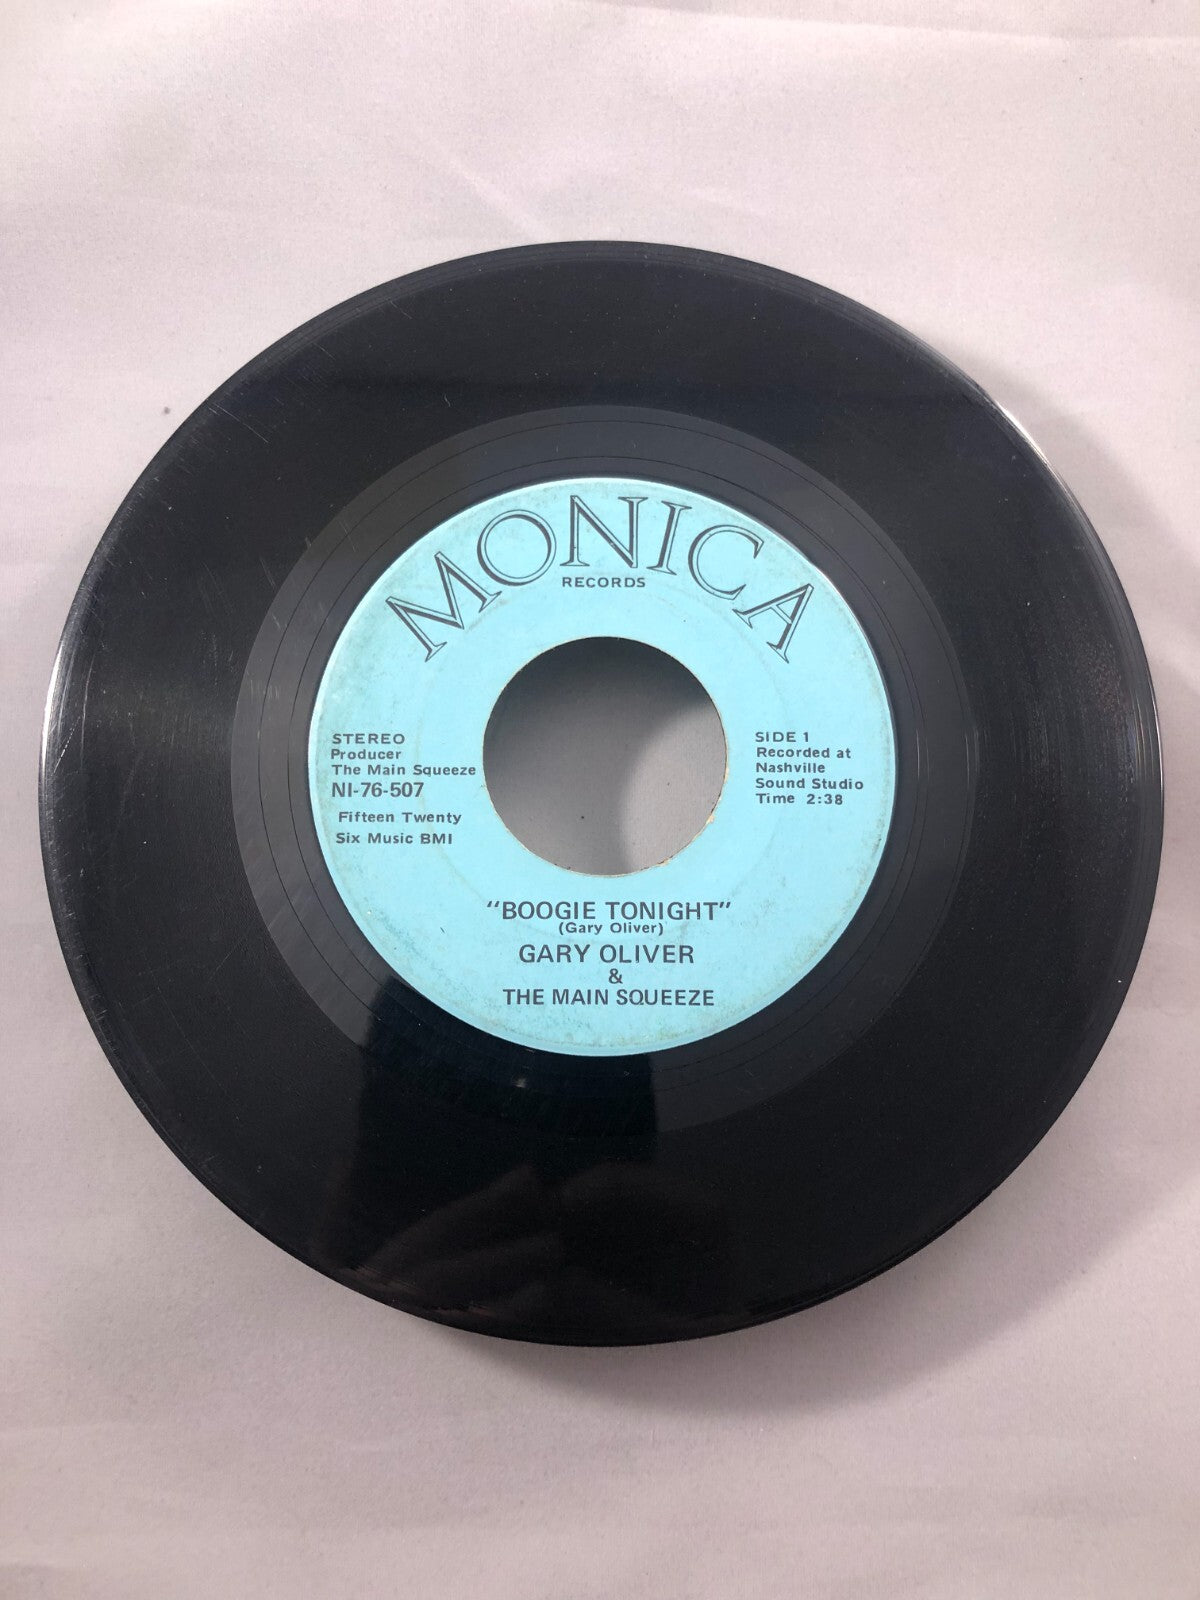 MONICA
RECORDS
STEREO
Producer
The Main Squeeze
NI-76-507
Fifteen Twenty
Six Music BMI
SIDE 1
Recorded at
Nashville
Sound Studio
Time 2:38
"BOOGIE TONIGHT"
(Gary Oliver)
GARY OLIVER
&
THE MAIN SQUEEZE